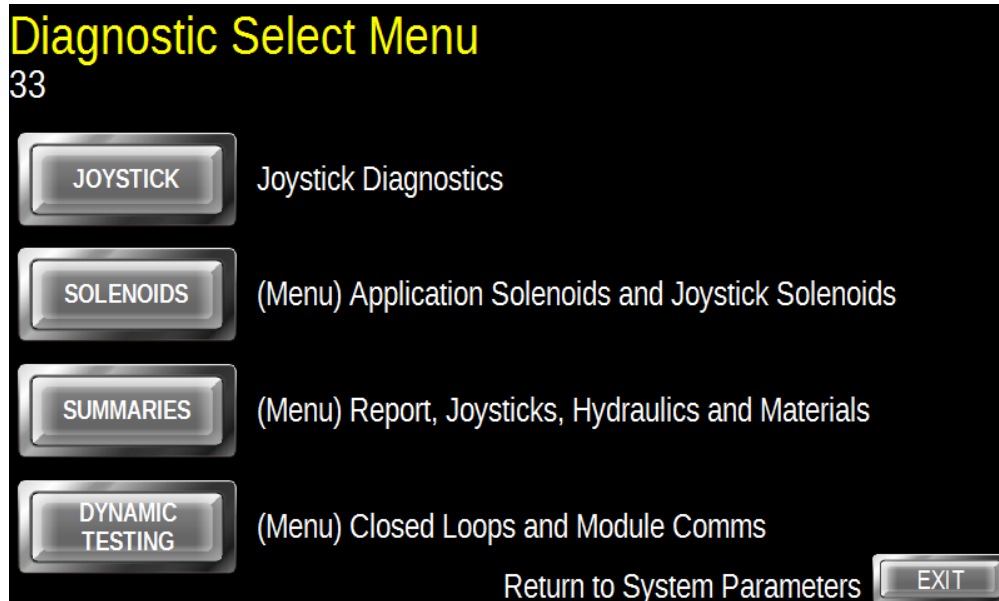 Diagnostic Select Menu
33
JOYSTICK
Joystick Diagnostics
SOLENOIDS
(Menu) Application Solenoids and Joystick Solenoids
SUMMARIES
(Menu) Report, Joysticks, Hydraulics and Materials
DYNAMIC
TESTING
(Menu) Closed Loops and Module Comms
Return to System Parameters
EXIT